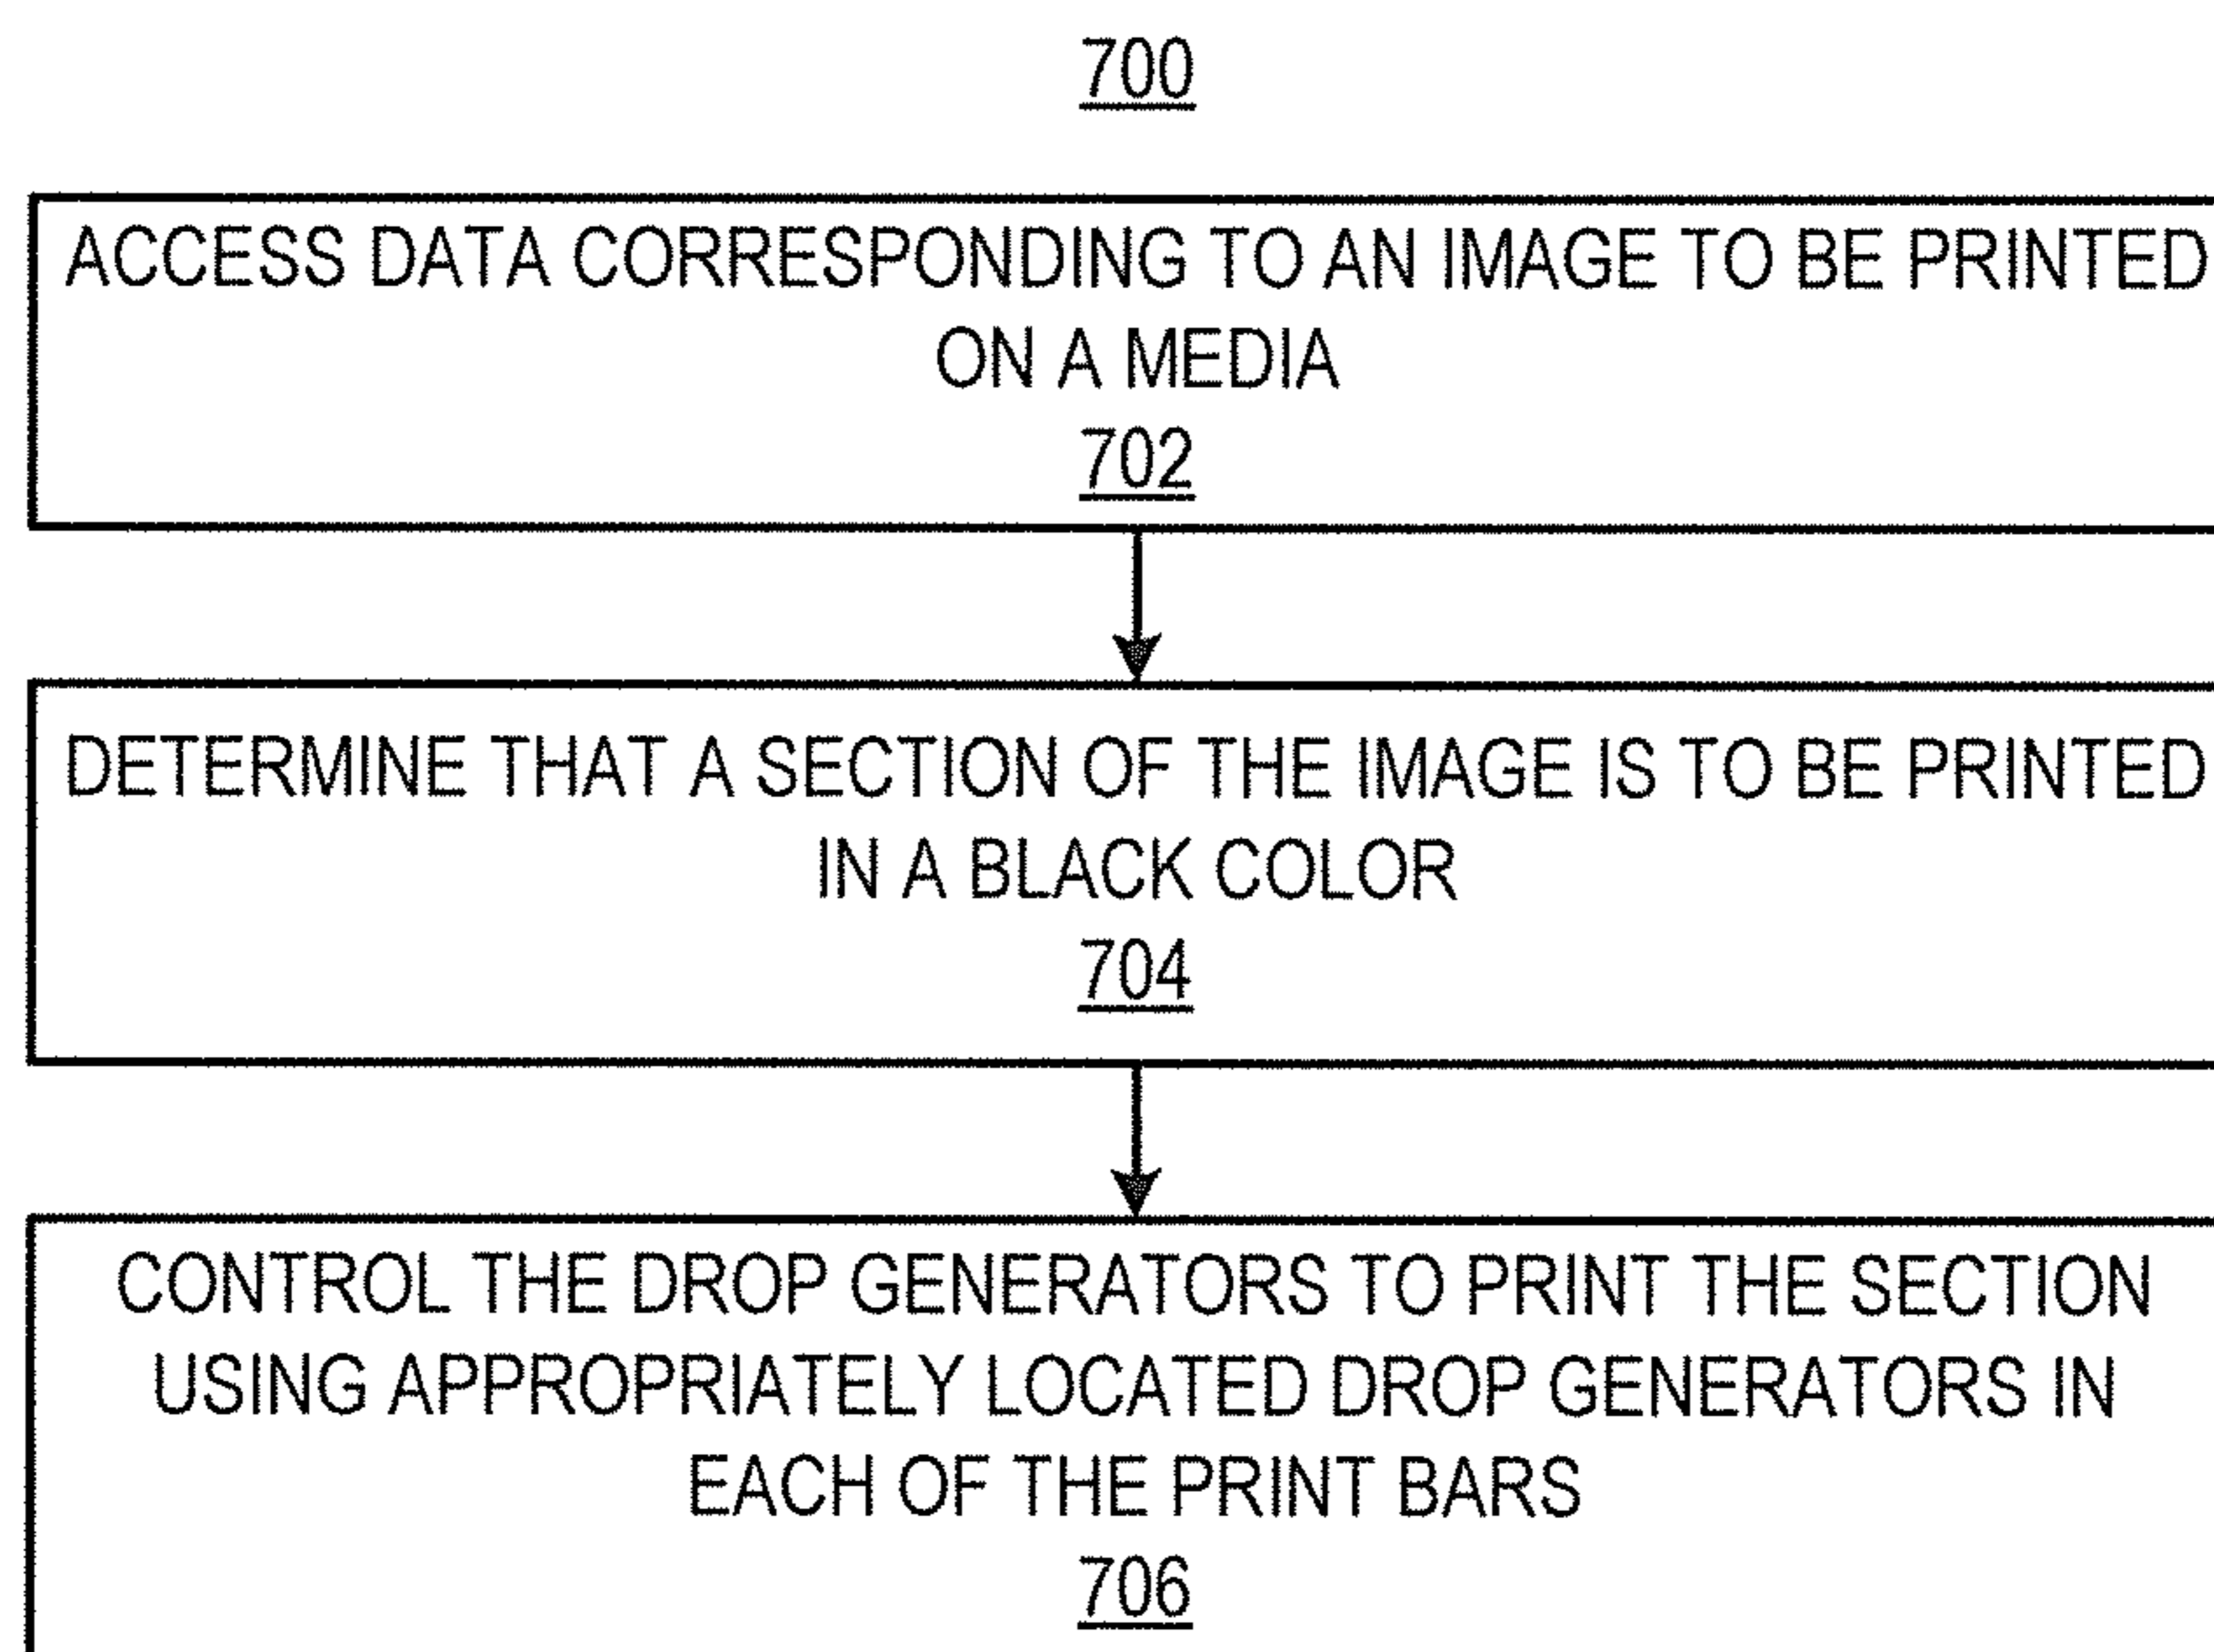 700
ACCESS DATA CORRESPONDING TO AN IMAGE TO BE PRINTED
ON A MEDIA
702
DETERMINE THAT A SECTION OF THE IMAGE IS TO BE PRINTED
IN A BLACK COLOR
704
CONTROL THE DROP GENERATORS TO PRINT THE SECTION
USING APPROPRIATELY LOCATED DROP GENERATORS IN
EACH OF THE PRINT BARS
706